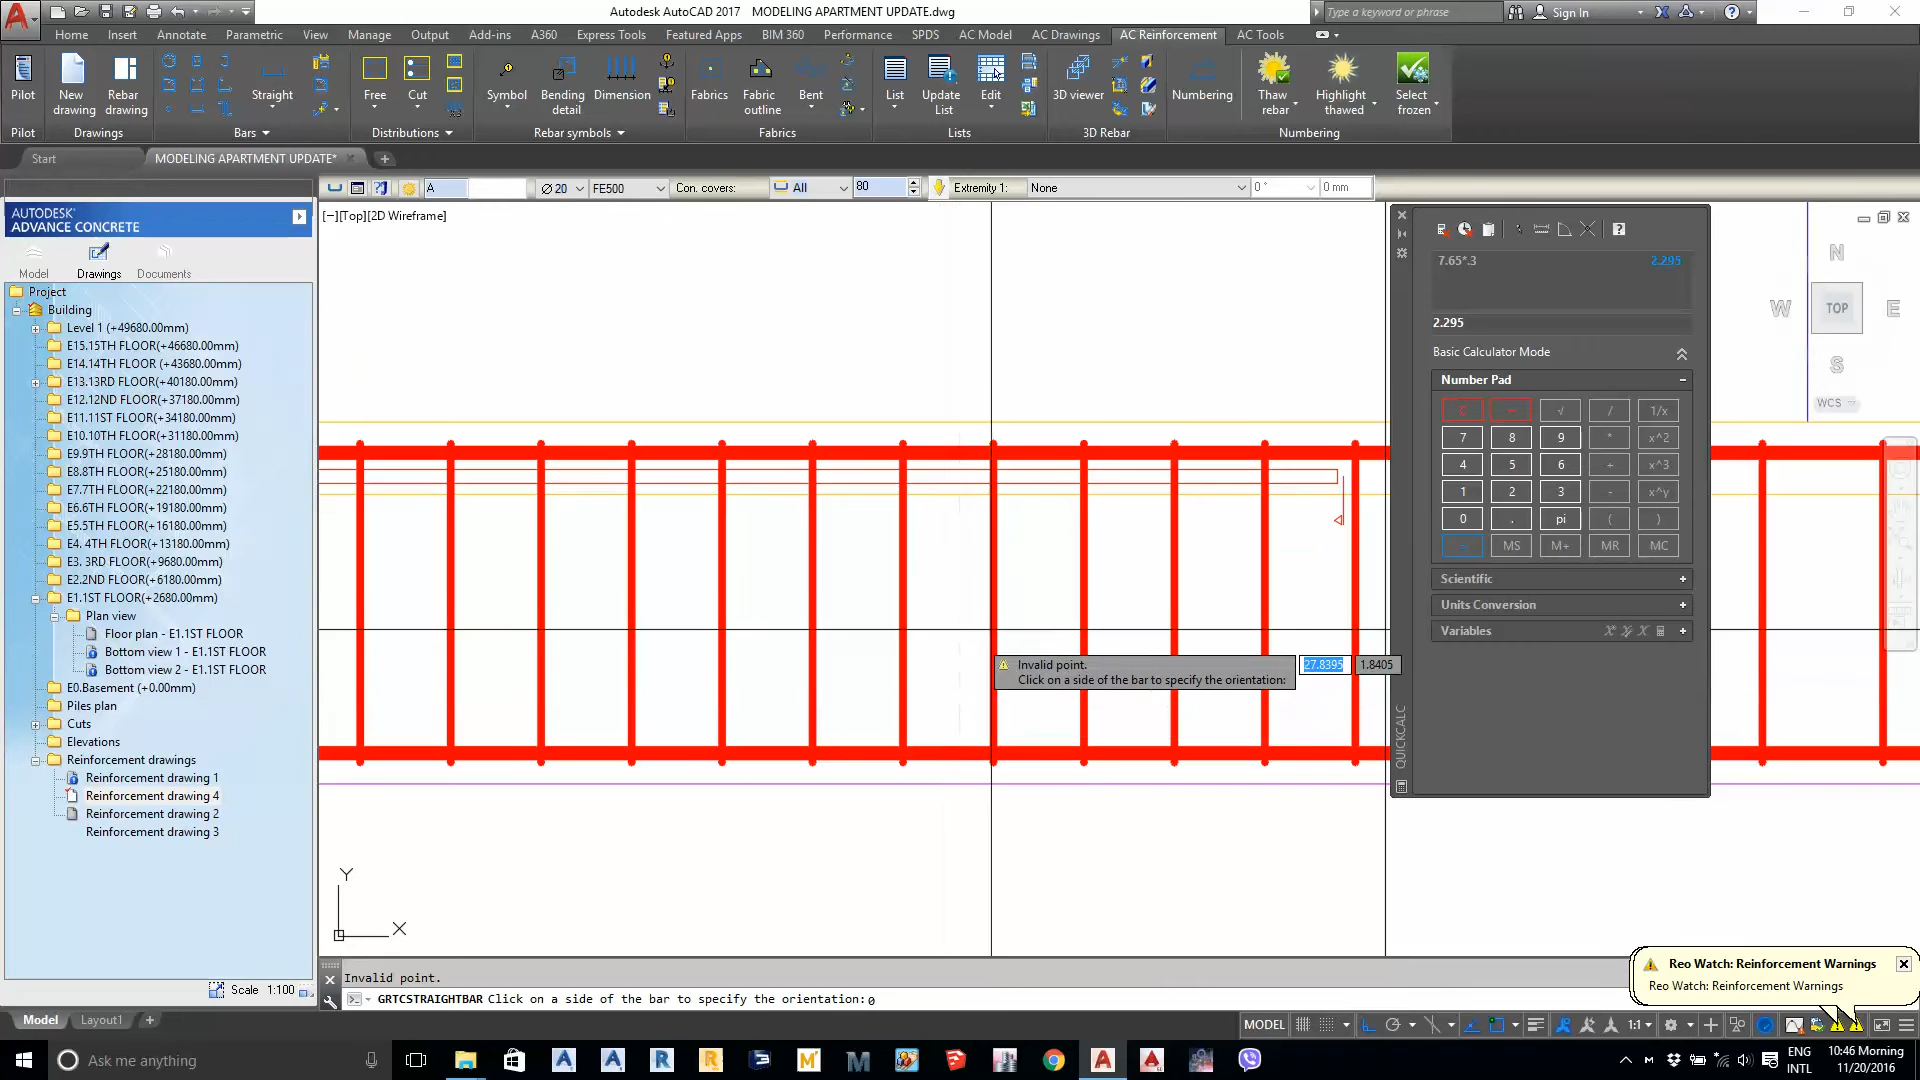 Autodesk AutoCAD 2017 MODELING APARTMENT UPDATE.dwg
Type a keyword or phrase
Sign In
Home Insert Annotate Parametric View Manage Output Add-ins A360 Express Tools Featured Apps BIM 360 Performance SPDS AC Model AC Drawings AC Reinforcement AC Tools
Pilot
New drawing
Rebar drawing
Straight
Free
Cut
Symbol
Bending detail
Dimension
Fabrics
Fabric outline
Bent
List
Update List
Edit
3D viewer
Numbering
Thaw rebar
Highlight thawed
Select frozen
Pilot Drawings Bars Distributions Rebar symbols Fabrics Lists 3D Rebar Numbering
Start
MODELING APARTMENT UPDATE*
A
Ø 20
FE500
Con. covers:
All
80
Extremity 1:
None
0 °
0 mm
AUTODESK®
ADVANCE CONCRETE
Model Drawings Documents
Project
Building
Level 1 (+49680.00mm)
E15.15TH FLOOR(+46680.00mm)
E14.14TH FLOOR (+43680.00mm)
E13.13RD FLOOR(+40180.00mm)
E12.12ND FLOOR(+37180.00mm)
E11.11ST FLOOR(+34180.00mm)
E10.10TH FLOOR(+31180.00mm)
E9.9TH FLOOR(+28180.00mm)
E8.8TH FLOOR(+25180.00mm)
E7.7TH FLOOR(+22180.00mm)
E6.6TH FLOOR(+19180.00mm)
E5.5TH FLOOR(+16180.00mm)
E4. 4TH FLOOR(+13180.00mm)
E3. 3RD FLOOR(+9680.00mm)
E2.2ND FLOOR(+6180.00mm)
E1.1ST FLOOR(+2680.00mm)
Plan view
Floor plan - E1.1ST FLOOR
Bottom view 1 - E1.1ST FLOOR
Bottom view 2 - E1.1ST FLOOR
E0.Basement (+0.00mm)
Piles plan
Cuts
Elevations
Reinforcement drawings
Reinforcement drawing 1
Reinforcement drawing 4
Reinforcement drawing 2
Reinforcement drawing 3
Scale 1:100
[−][Top][2D Wireframe]
Invalid point.
Click on a side of the bar to specify the orientation:
27.8395
1.8405
Y
X
N
W TOP E
S
WCS
7.65*.3
2.295
2.295
Basic Calculator Mode
Number Pad
C √ / 1/x
7 8 9 * x^2
4 5 6 + x^3
1 2 3 - x^y
0 . pi ( )
= MS M+ MR MC
Scientific
Units Conversion
Variables
QUICKCALC
Invalid point.
GRTCSTRAIGHTBAR Click on a side of the bar to specify the orientation:0
Reo Watch: Reinforcement Warnings
Reo Watch: Reinforcement Warnings
Model Layout1
MODEL
1:1
Ask me anything
ENG
INTL
10:46 Morning
11/20/2016